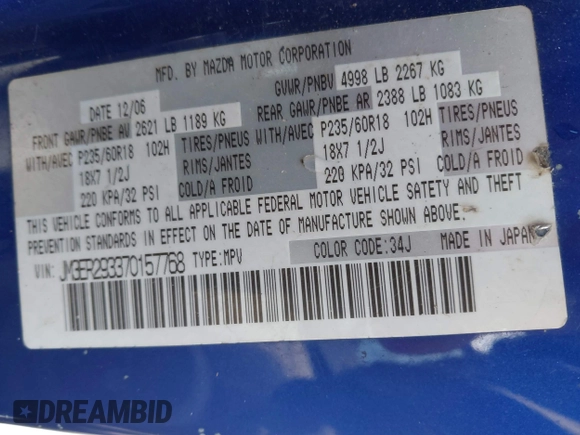 MFD. BY MAZDA MOTOR CORPORATION
DATE 12/06 GVWR/PNBV 4998 LB 2267 KG
FRONT GAWR/PNBE AV 2621 LB 1189 KG REAR GAWR/PNBE AR 2388 LB 1083 KG
WITH/AVEC P235/60R18 102H TIRES/PNEUS WITH/AVEC P235/60R18 102H TIRES/PNEUS
18X7 1/2J RIMS/JANTES 18X7 1/2J RIMS/JANTES
220 KPA/32 PSI COLD/A FROID 220 KPA/32 PSI COLD/A FROID
THIS VEHICLE CONFORMS TO ALL APPLICABLE FEDERAL MOTOR VEHICLE SAFETY AND THEFT
PREVENTION STANDARDS IN EFFECT ON THE DATE OF MANUFACTURE SHOWN ABOVE.
COLOR CODE:34J MADE IN JAPAN
VIN: JM3ER293370157768 TYPE:MPV
DREAMBID